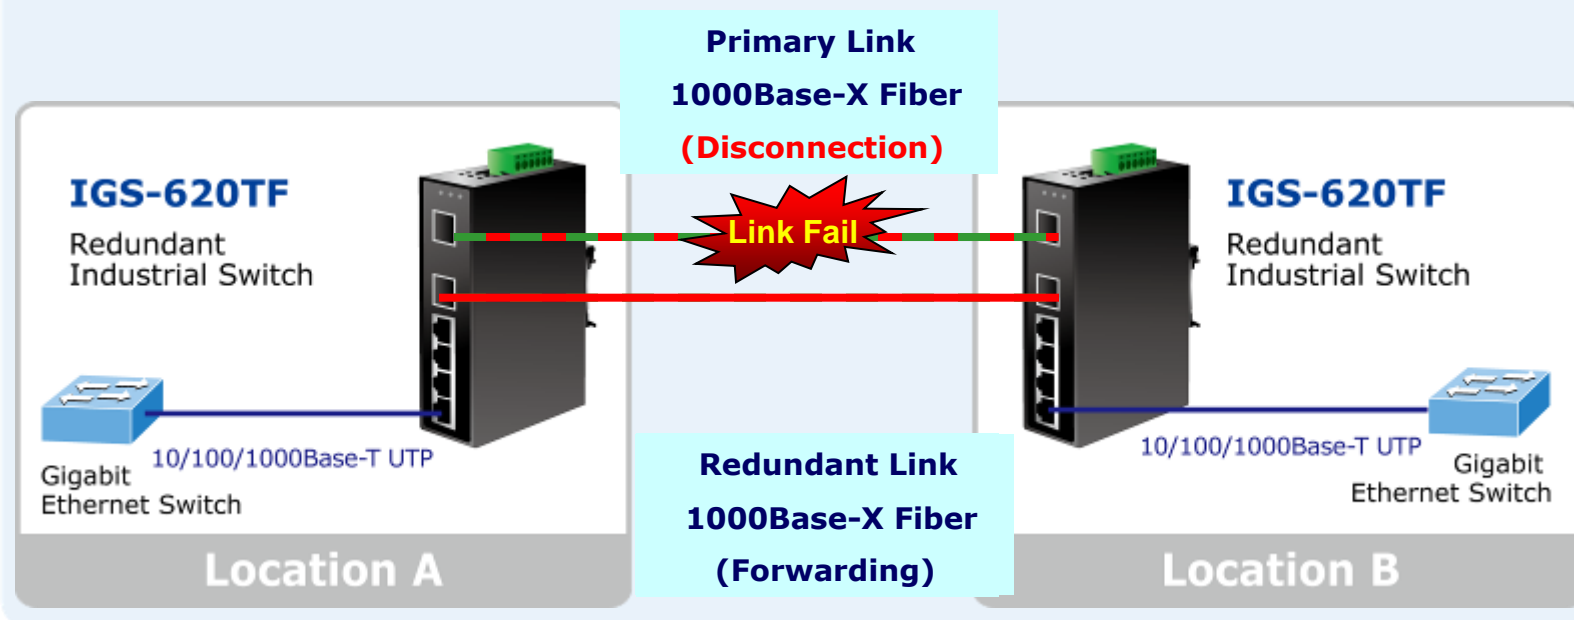 Primary Link
1000Base-X Fiber
(Disconnection)
IGS-620TF
Redundant
Industrial Switch
Link Fail
IGS-620TF
Redundant
Industrial Switch
10/100/1000Base-T UTP
Gigabit
Ethernet Switch
Redundant Link
1000Base-X Fiber
(Forwarding)
10/100/1000Base-T UTP
Gigabit
Ethernet Switch
Location A
Location B